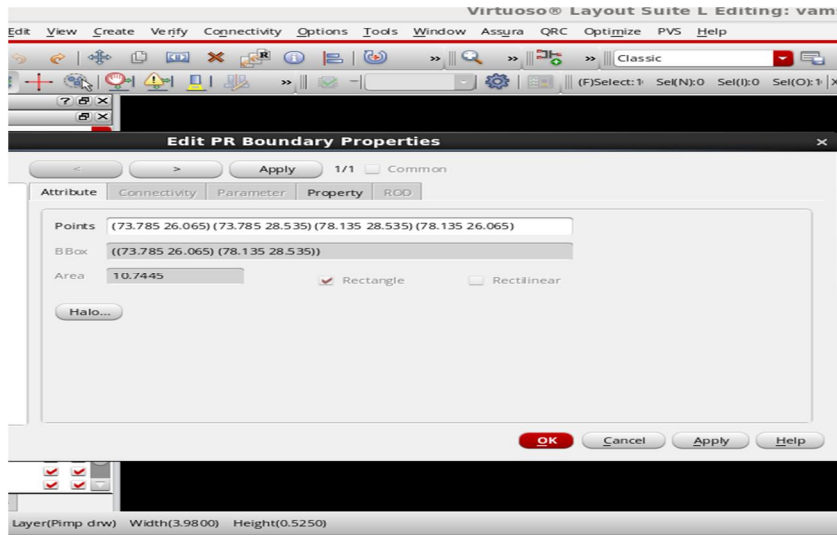 Virtuoso® Layout Suite L Editing: vam
Edit View Create Verify Connectivity Options Tools Window Assura QRC Optimize PVS Help
» » » Classic
» (F)Select:1 Sel(N):0 Sel(I):0 Sel(O):1 X
Edit PR Boundary Properties
< > Apply 1/1 Common
Attribute Connectivity Parameter Property ROD
Points (73.785 26.065) (73.785 28.535) (78.135 28.535) (78.135 26.065)
BBox ((73.785 26.065) (78.135 28.535))
Area 10.7445 Rectangle Rectilinear
Halo...
OK Cancel Apply Help
Layer(Pimp drw) Width(3.9800) Height(0.5250)